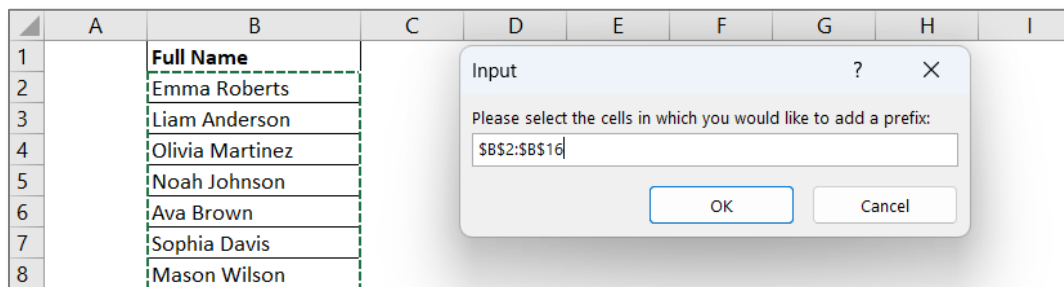 A B C D E F G H I
1 Full Name
Input ? X
2 Emma Roberts
3 Liam Anderson
Please select the cells in which you would like to add a prefix:
4 Olivia Martinez
$B$2:$B$16
5 Noah Johnson
6 Ava Brown
OK Cancel
7 Sophia Davis
8 Mason Wilson